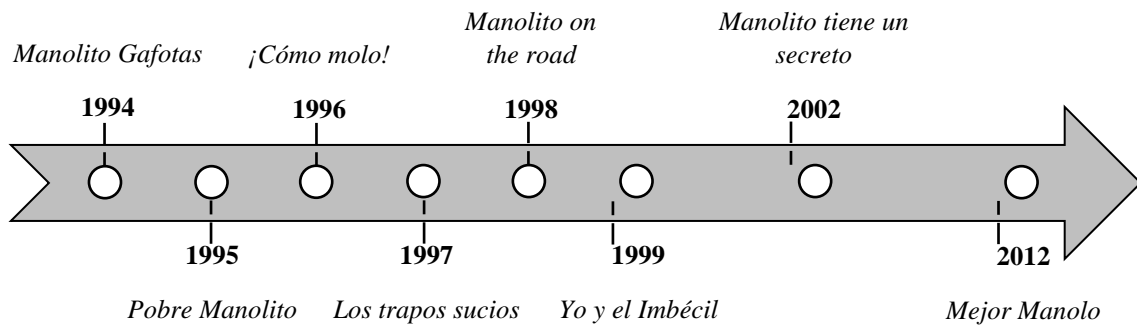 Manolito Gafotas
¡Cómo molo!
Manolito on
the road
Manolito tiene un
secreto
1994
1996
1998
2002
1995
1997
1999
2012
Pobre Manolito
Los trapos sucios
Yo y el Imbécil
Mejor Manolo